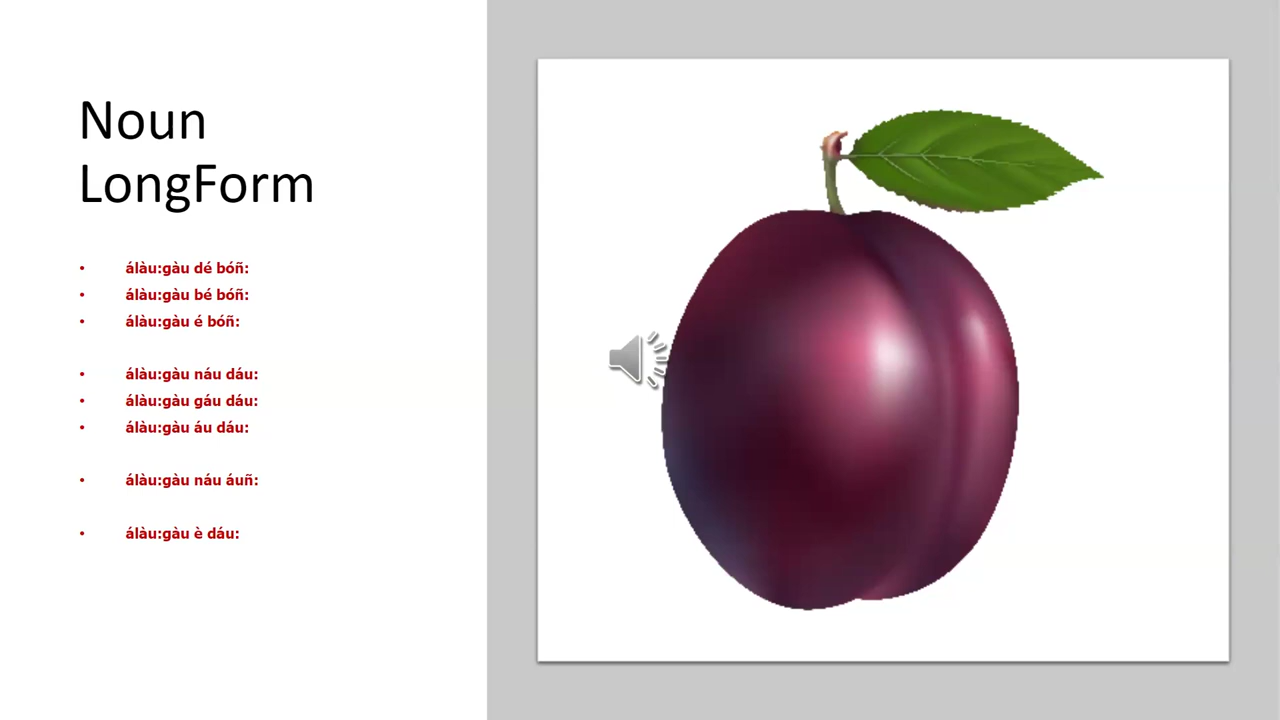 Noun
LongForm
• álàu:gàu dé bóñ:
• álàu:gàu bé bóñ:
• álàu:gàu é bóñ:
• álàu:gàu náu dáu:
• álàu:gàu gáu dáu:
• álàu:gàu áu dáu:
• álàu:gàu náu áuñ:
• álàu:gàu è dáu: